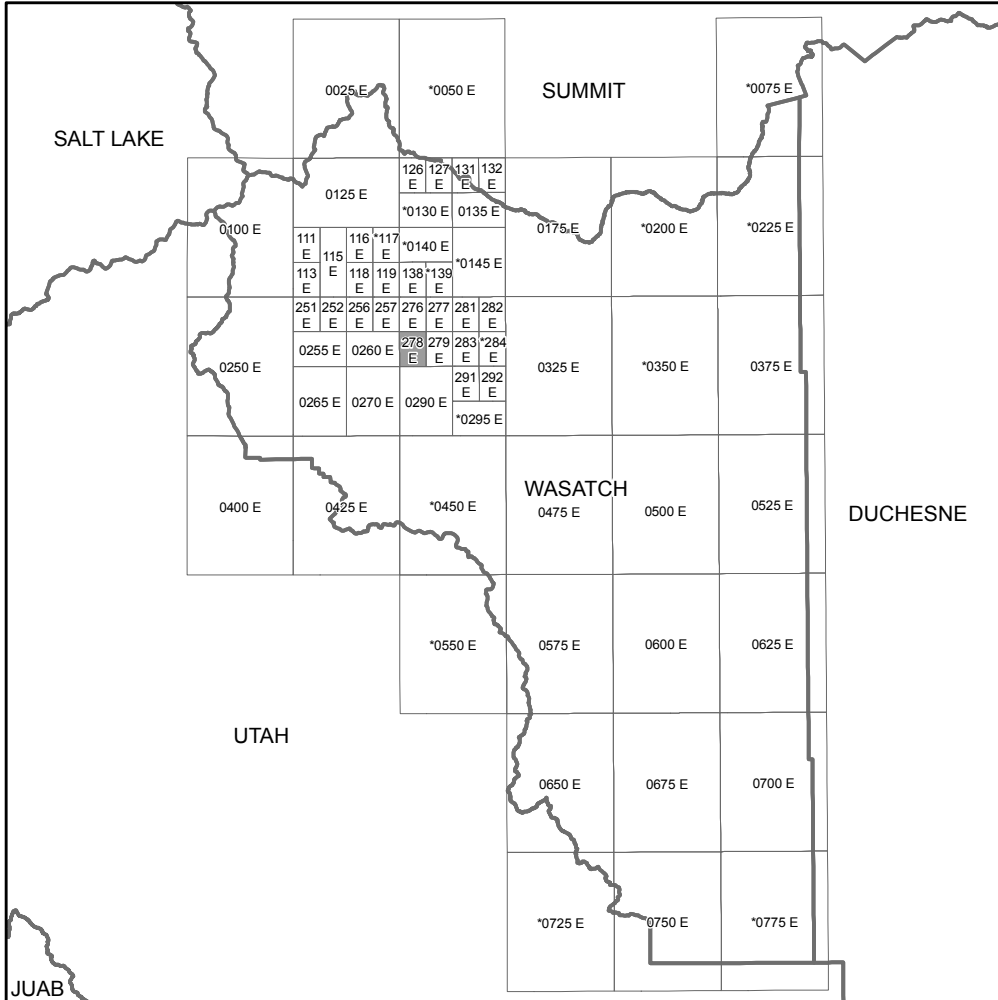 0025 E
*0050 E
SUMMIT
*0075 E
SALT LAKE
126
E
127
E
131
E
132
E
0125 E
*0130 E
0135 E
0100 E
0175 E
*0200 E
*0225 E
111
E
115
E
116
E
*117
E
*0140 E
*0145 E
113
E
118
E
119
E
138
E
*139
E
251
E
252
E
256
E
257
E
276
E
277
E
281
E
282
E
0250 E
0255 E
0260 E
278
E
279
E
283
E
*284
E
0325 E
*0350 E
0375 E
0265 E
0270 E
0290 E
291
E
292
E
*0295 E
WASATCH
0400 E
0425 E
*0450 E
0475 E
0500 E
0525 E
DUCHESNE
*0550 E
0575 E
0600 E
0625 E
UTAH
0650 E
0675 E
0700 E
*0725 E
0750 E
*0775 E
JUAB